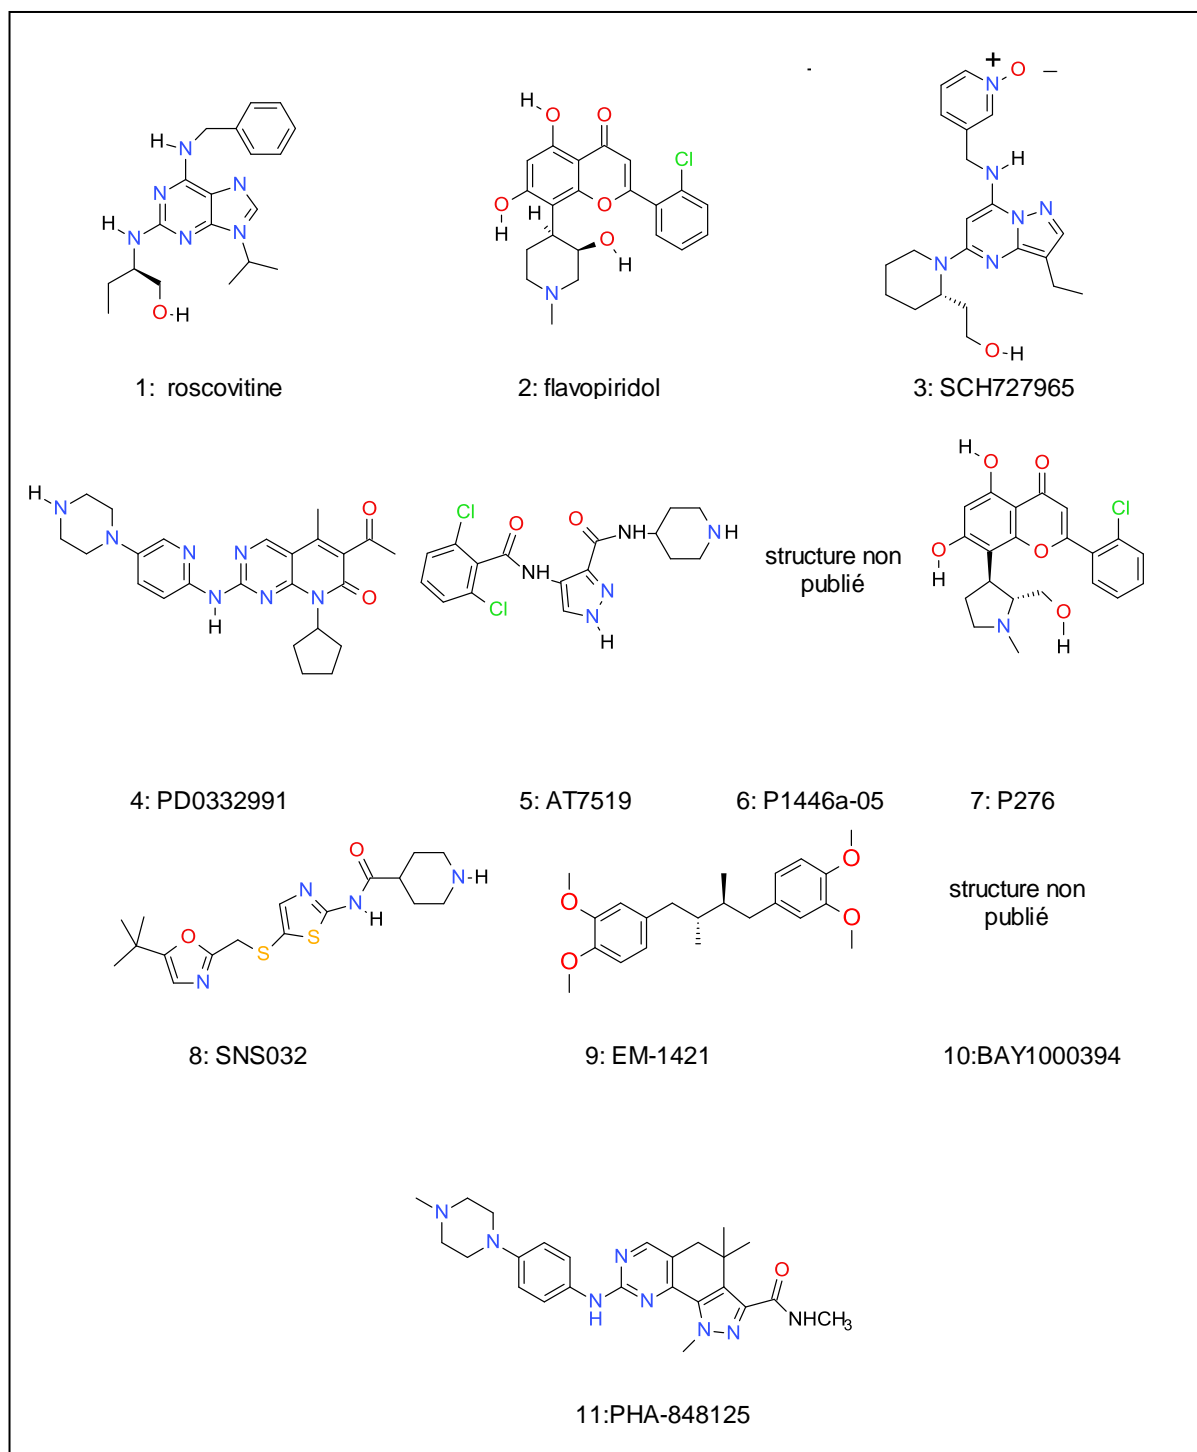 1: roscovitine
2: flavopiridol
3: SCH727965
structure non
publié
4: PD0332991
5: AT7519
6: P1446a-05
7: P276
structure non
publié
8: SNS032
9: EM-1421
10:BAY1000394
11:PHA-848125